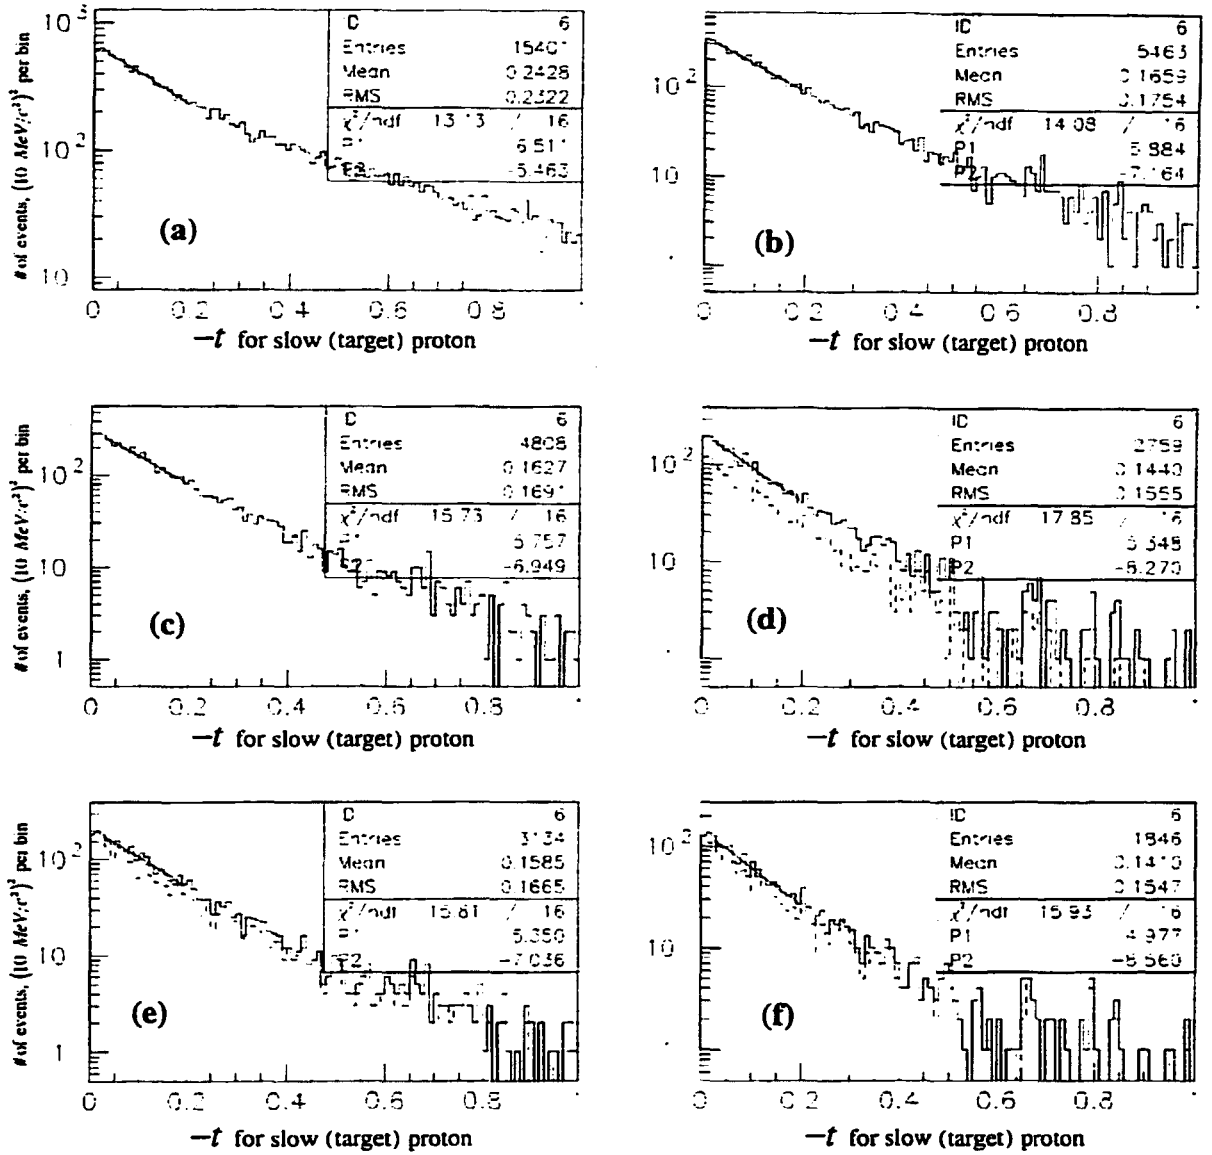 # of events, (10 MeV/c²)² per bin
10³
10²
10
ID 6
Entries 15401
Mean 0.2428
RMS 0.2322
χ²/ndf 13.13 / 16
P1 6.511
P2 -5.463
(a)
0 0.2 0.4 0.6 0.8
−t for slow (target) proton
10²
10
ID 6
Entries 5463
Mean 0.1659
RMS 0.1754
χ²/ndf 14.08 / 16
P1 5.884
P2 -7.164
(b)
0 0.2 0.4 0.6 0.8
−t for slow (target) proton
# of events, (10 MeV/c²)² per bin
10²
10
1
ID 6
Entries 4808
Mean 0.1627
RMS 0.1691
χ²/ndf 15.73 / 16
P1 5.757
P2 -6.949
(c)
0 0.2 0.4 0.6 0.8
−t for slow (target) proton
10²
10
1
ID 6
Entries 2759
Mean 0.1440
RMS 0.1555
χ²/ndf 17.85 / 16
P1 5.345
P2 -8.270
(d)
0 0.2 0.4 0.6 0.8
−t for slow (target) proton
# of events, (10 MeV/c²)² per bin
10²
10
1
ID 6
Entries 3134
Mean 0.1585
RMS 0.1665
χ²/ndf 15.81 / 16
P1 5.350
P2 -7.036
(e)
0 0.2 0.4 0.6 0.8
−t for slow (target) proton
10²
10
ID 6
Entries 1846
Mean 0.1410
RMS 0.1547
χ²/ndf 15.93 / 16
P1 4.977
P2 -8.560
(f)
0 0.2 0.4 0.6 0.8
−t for slow (target) proton